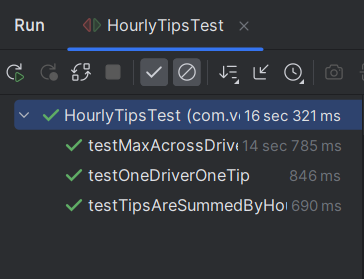 Run HourlyTipsTest
HourlyTipsTest (com.v 16 sec 321 ms
testMaxAcrossDrive 14 sec 785 ms
testOneDriverOneTip 846 ms
testTipsAreSummedByHou 690 ms